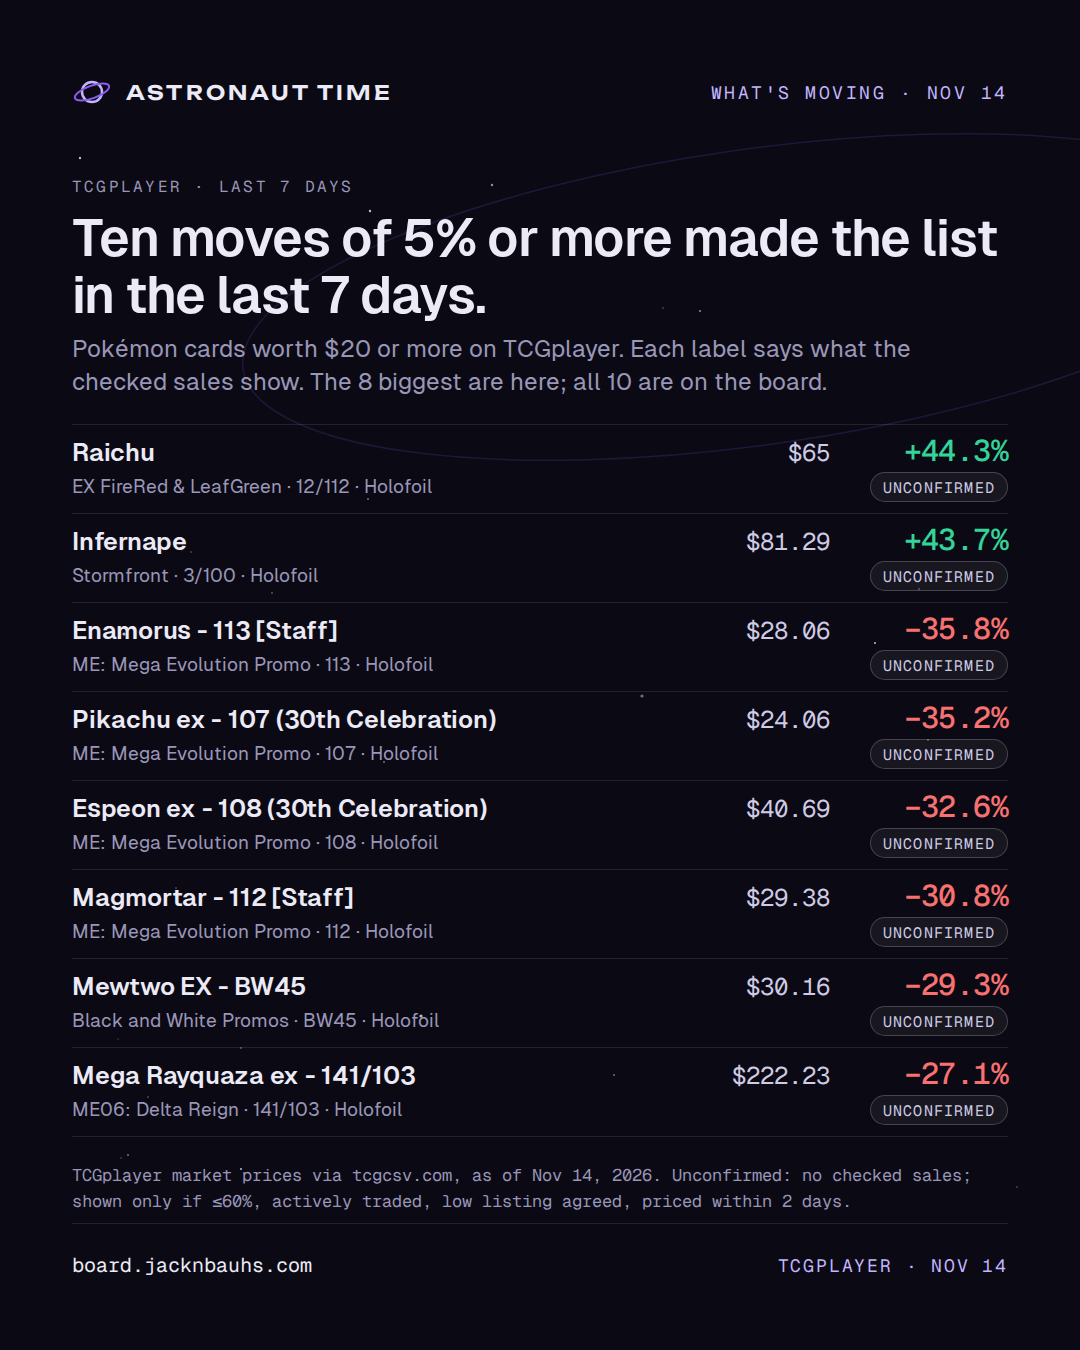 ASTRONAUT TIME
WHAT'S MOVING · NOV 14
TCGPLAYER · LAST 7 DAYS
Ten moves of 5% or more made the list
in the last 7 days.
Pokémon cards worth $20 or more on TCGplayer. Each label says what the
checked sales show. The 8 biggest are here; all 10 are on the board.
Raichu $65 +44.3%
EX FireRed & LeafGreen · 12/112 · Holofoil UNCONFIRMED
Infernape $81.29 +43.7%
Stormfront · 3/100 · Holofoil UNCONFIRMED
Enamorus - 113 [Staff] $28.06 −35.8%
ME: Mega Evolution Promo · 113 · Holofoil UNCONFIRMED
Pikachu ex - 107 (30th Celebration) $24.06 −35.2%
ME: Mega Evolution Promo · 107 · Holofoil UNCONFIRMED
Espeon ex - 108 (30th Celebration) $40.69 −32.6%
ME: Mega Evolution Promo · 108 · Holofoil UNCONFIRMED
Magmortar - 112 [Staff] $29.38 −30.8%
ME: Mega Evolution Promo · 112 · Holofoil UNCONFIRMED
Mewtwo EX - BW45 $30.16 −29.3%
Black and White Promos · BW45 · Holofoil UNCONFIRMED
Mega Rayquaza ex - 141/103 $222.23 −27.1%
ME06: Delta Reign · 141/103 · Holofoil UNCONFIRMED
TCGplayer market prices via tcgcsv.com, as of Nov 14, 2026. Unconfirmed: no checked sales;
shown only if ≤60%, actively traded, low listing agreed, priced within 2 days.
board.jacknbauhs.com
TCGPLAYER · NOV 14